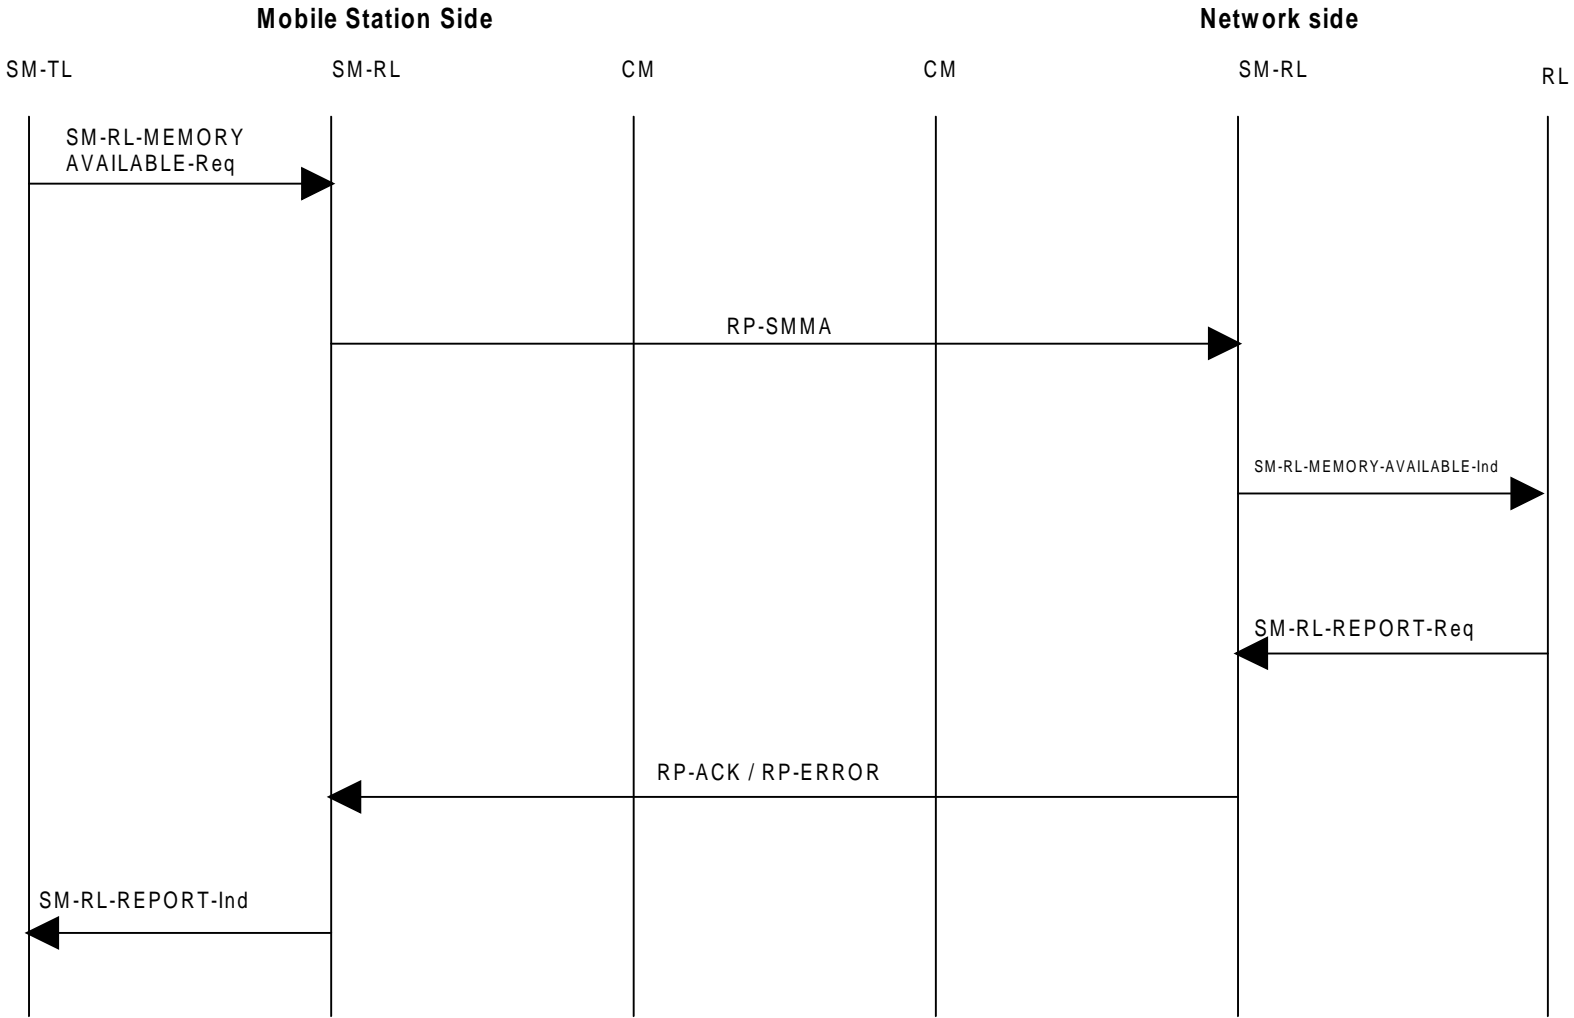 Mobile Station Side
Network side
SM-TL
SM-RL
CM
CM
SM-RL
RL
SM-RL-MEMORY
AVAILABLE-Req
RP-SMMA
SM-RL-MEMORY-AVAILABLE-Ind
SM-RL-REPORT-Req
RP-ACK / RP-ERROR
SM-RL-REPORT-Ind